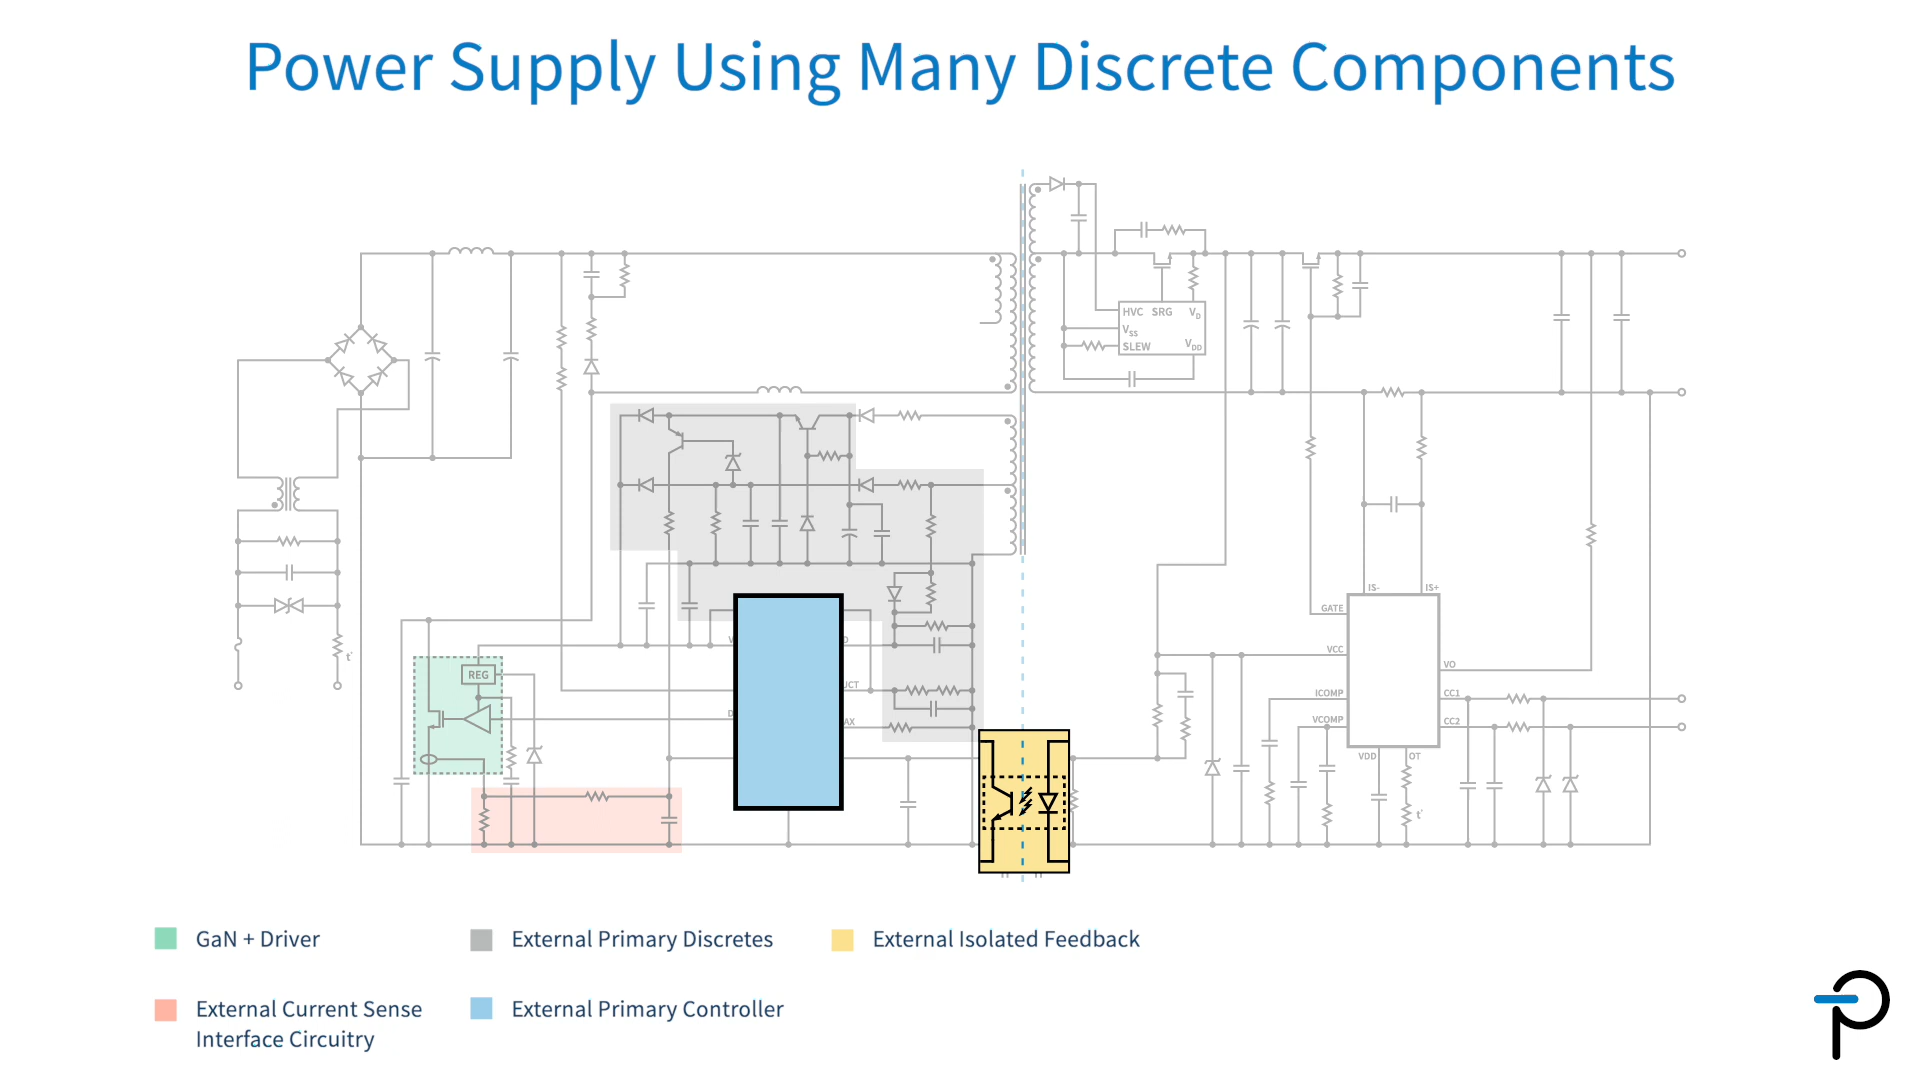 Power Supply Using Many Discrete Components
HVC SRG VD
VSS
SLEW VDD
IS- IS+
GATE
VCC
VO
ICOMP
CC1
VCOMP
CC2
VDD OT
t°
t°
REG
D
D
GaN + Driver
External Primary Discretes
External Isolated Feedback
External Current Sense
Interface Circuitry
External Primary Controller